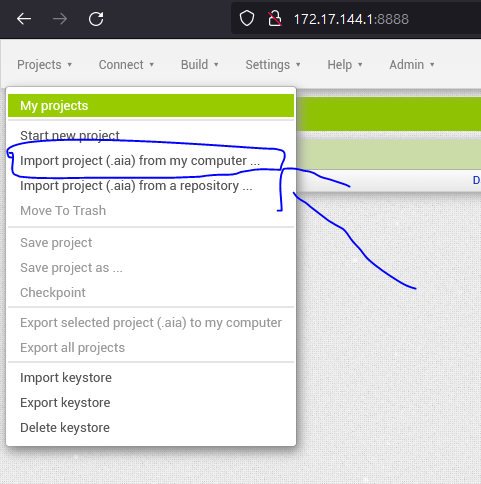 172.17.144.1:8888
Projects Connect Build Settings Help Admin
My projects
Start new project
Import project (.aia) from my computer ...
Import project (.aia) from a repository ...
D
Move To Trash
Save project
Save project as ...
Checkpoint
Export selected project (.aia) to my computer
Export all projects
Import keystore
Export keystore
Delete keystore